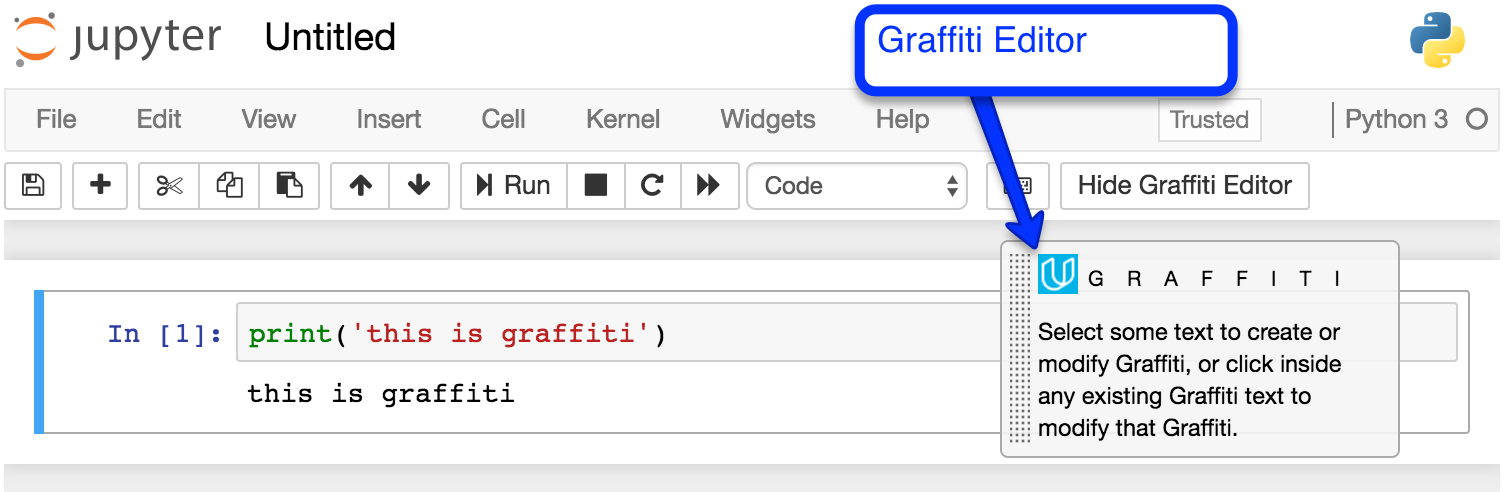 jupyter Untitled
Graffiti Editor
File Edit View Insert Cell Kernel Widgets Help Trusted Python 3
Run Code Hide Graffiti Editor
GRAFFITI
Select some text to create or
modify Graffiti, or click inside
any existing Graffiti text to
modify that Graffiti.
In [1]: print('this is graffiti')
this is graffiti